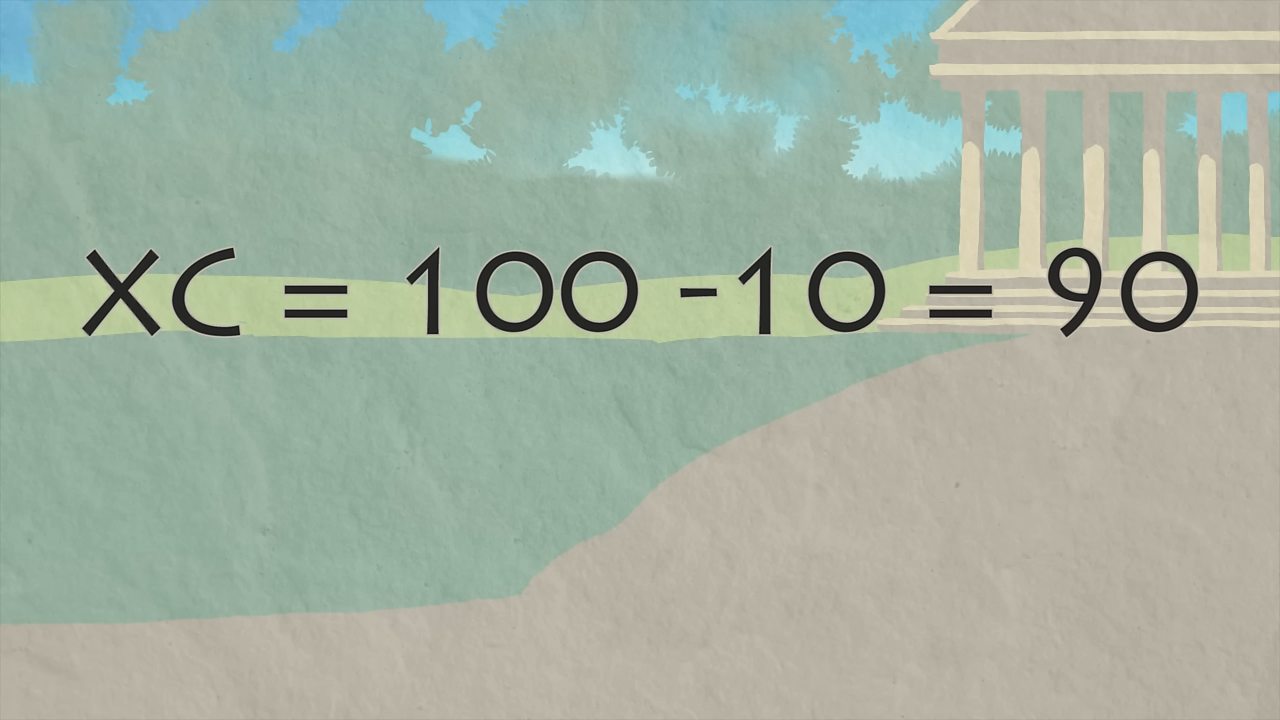 XC = 100 -10 = 90